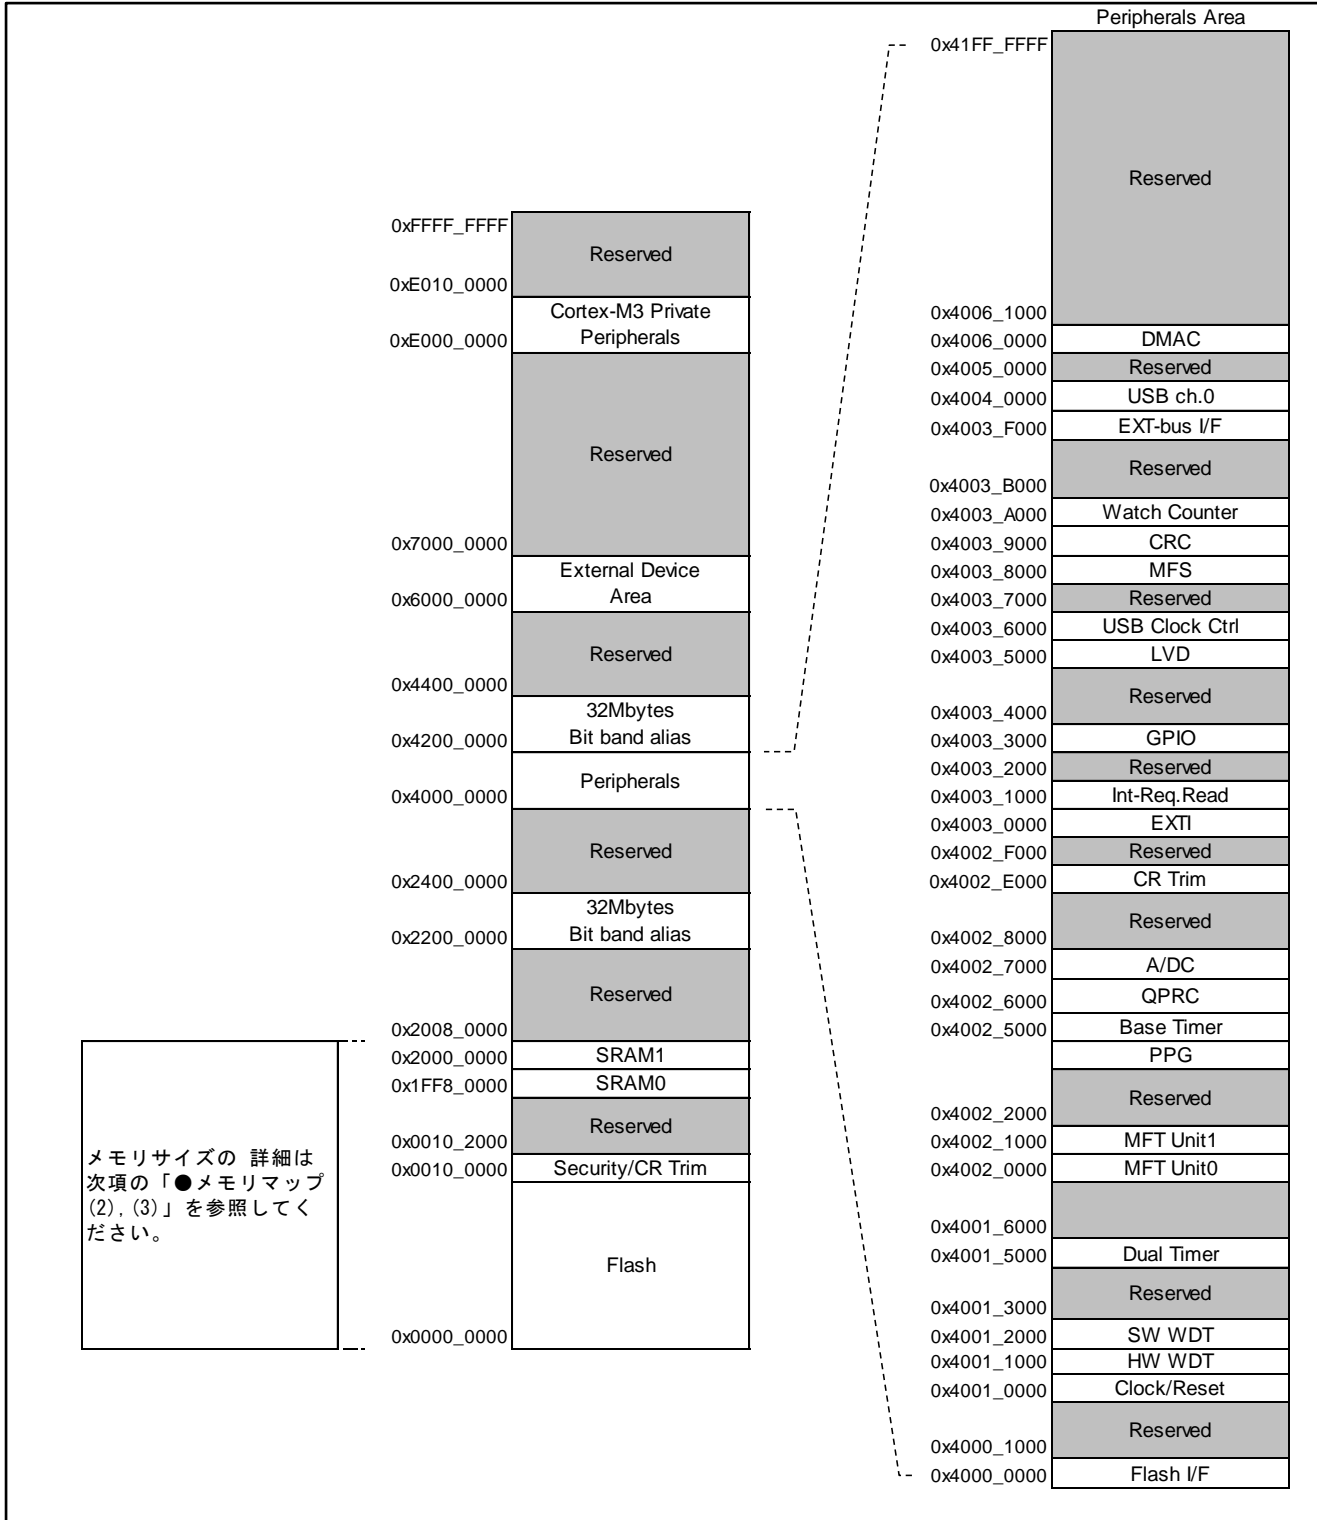 Peripherals Area
0x41FF_FFFF
Reserved
0x4006_1000
0x4006_0000 DMAC
0x4005_0000 Reserved
0x4004_0000 USB ch.0
0x4003_F000 EXT-bus I/F
Reserved
0x4003_B000
0x4003_A000 Watch Counter
0x4003_9000 CRC
0x4003_8000 MFS
0x4003_7000 Reserved
0x4003_6000 USB Clock Ctrl
0x4003_5000 LVD
Reserved
0x4003_4000
0x4003_3000 GPIO
0x4003_2000 Reserved
0x4003_1000 Int-Req.Read
0x4003_0000 EXTI
0x4002_F000 Reserved
0x4002_E000 CR Trim
Reserved
0x4002_8000
0x4002_7000 A/DC
0x4002_6000 QPRC
0x4002_5000 Base Timer
PPG
Reserved
0x4002_2000
0x4002_1000 MFT Unit1
0x4002_0000 MFT Unit0
0x4001_6000
0x4001_5000 Dual Timer
Reserved
0x4001_3000
0x4001_2000 SW WDT
0x4001_1000 HW WDT
0x4001_0000 Clock/Reset
Reserved
0x4000_1000
0x4000_0000 Flash I/F
0xFFFF_FFFF
Reserved
0xE010_0000
Cortex-M3 Private
0xE000_0000 Peripherals
Reserved
0x7000_0000
External Device
0x6000_0000 Area
Reserved
0x4400_0000
32Mbytes
0x4200_0000 Bit band alias
Peripherals
0x4000_0000
Reserved
0x2400_0000
32Mbytes
0x2200_0000 Bit band alias
Reserved
0x2008_0000
0x2000_0000 SRAM1
0x1FF8_0000 SRAM0
Reserved
0x0010_2000
0x0010_0000 Security/CR Trim
Flash
0x0000_0000
メモリサイズの 詳細は
次項の「●メモリマップ
(2),(3)」を参照してく
ださい。